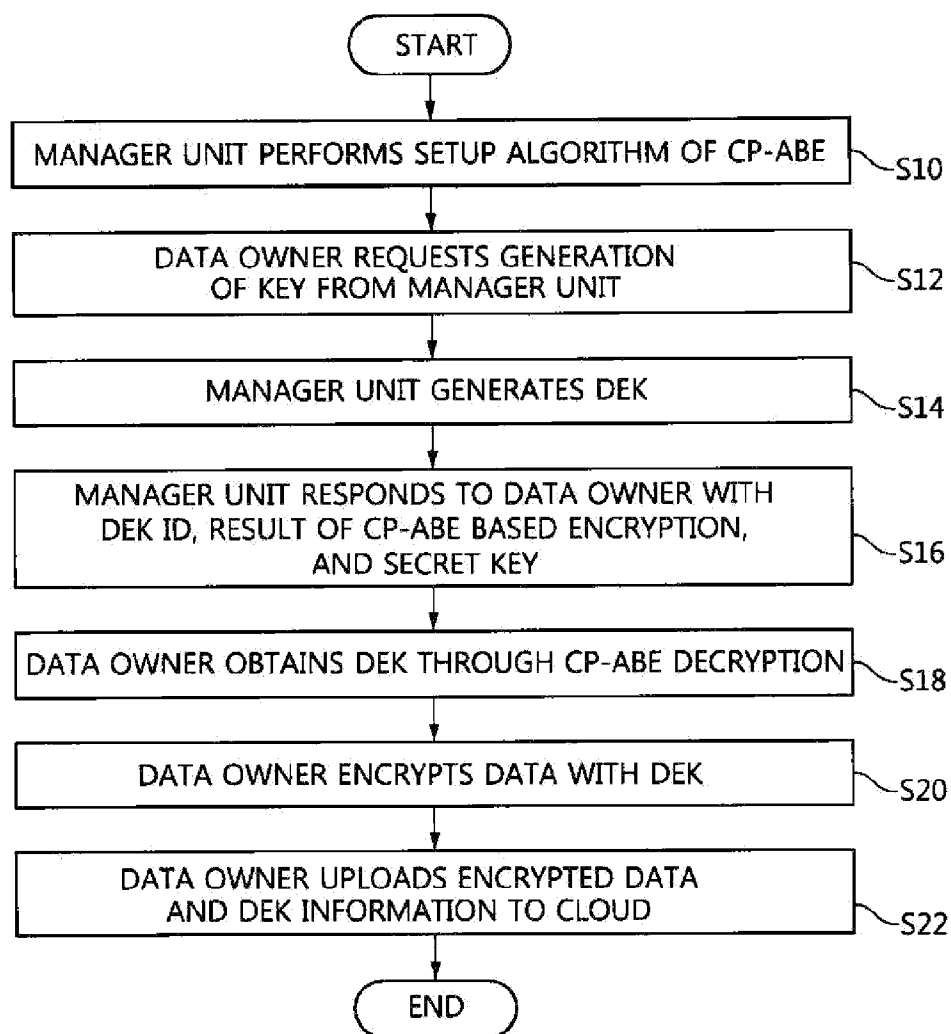 START
MANAGER UNIT PERFORMS SETUP ALGORITHM OF CP-ABE
S10
DATA OWNER REQUESTS GENERATION
OF KEY FROM MANAGER UNIT
S12
MANAGER UNIT GENERATES DEK
S14
MANAGER UNIT RESPONDS TO DATA OWNER WITH
DEK ID, RESULT OF CP-ABE BASED ENCRYPTION,
AND SECRET KEY
S16
DATA OWNER OBTAINS DEK THROUGH CP-ABE DECRYPTION
S18
DATA OWNER ENCRYPTS DATA WITH DEK
S20
DATA OWNER UPLOADS ENCRYPTED DATA
AND DEK INFORMATION TO CLOUD
S22
END